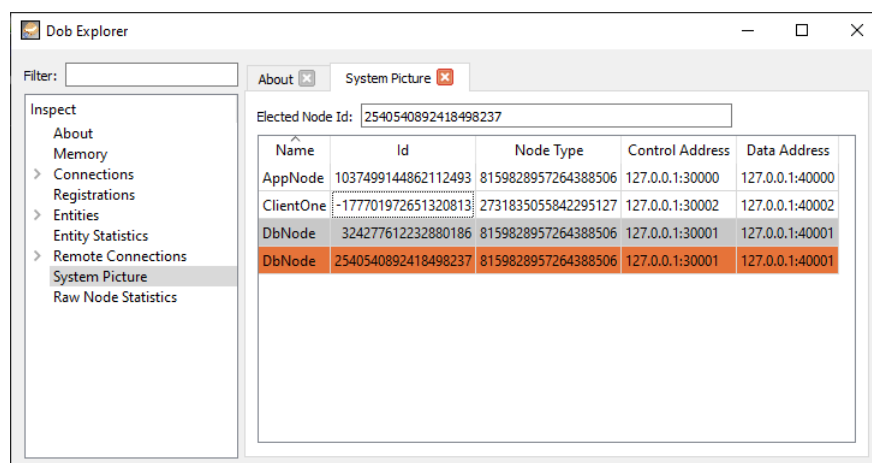 Dob Explorer
Filter:
Inspect
About
Memory
Connections
Registrations
Entities
Entity Statistics
Remote Connections
System Picture
Raw Node Statistics
About System Picture
Elected Node Id: 2540540892418498237
Name Id Node Type Control Address Data Address
AppNode 1037499144862112493 8159828957264388506 127.0.0.1:30000 127.0.0.1:40000
ClientOne -177701972651320813 2731835055842295127 127.0.0.1:30002 127.0.0.1:40002
DbNode 324277612232880186 8159828957264388506 127.0.0.1:30001 127.0.0.1:40001
DbNode 2540540892418498237 8159828957264388506 127.0.0.1:30001 127.0.0.1:40001